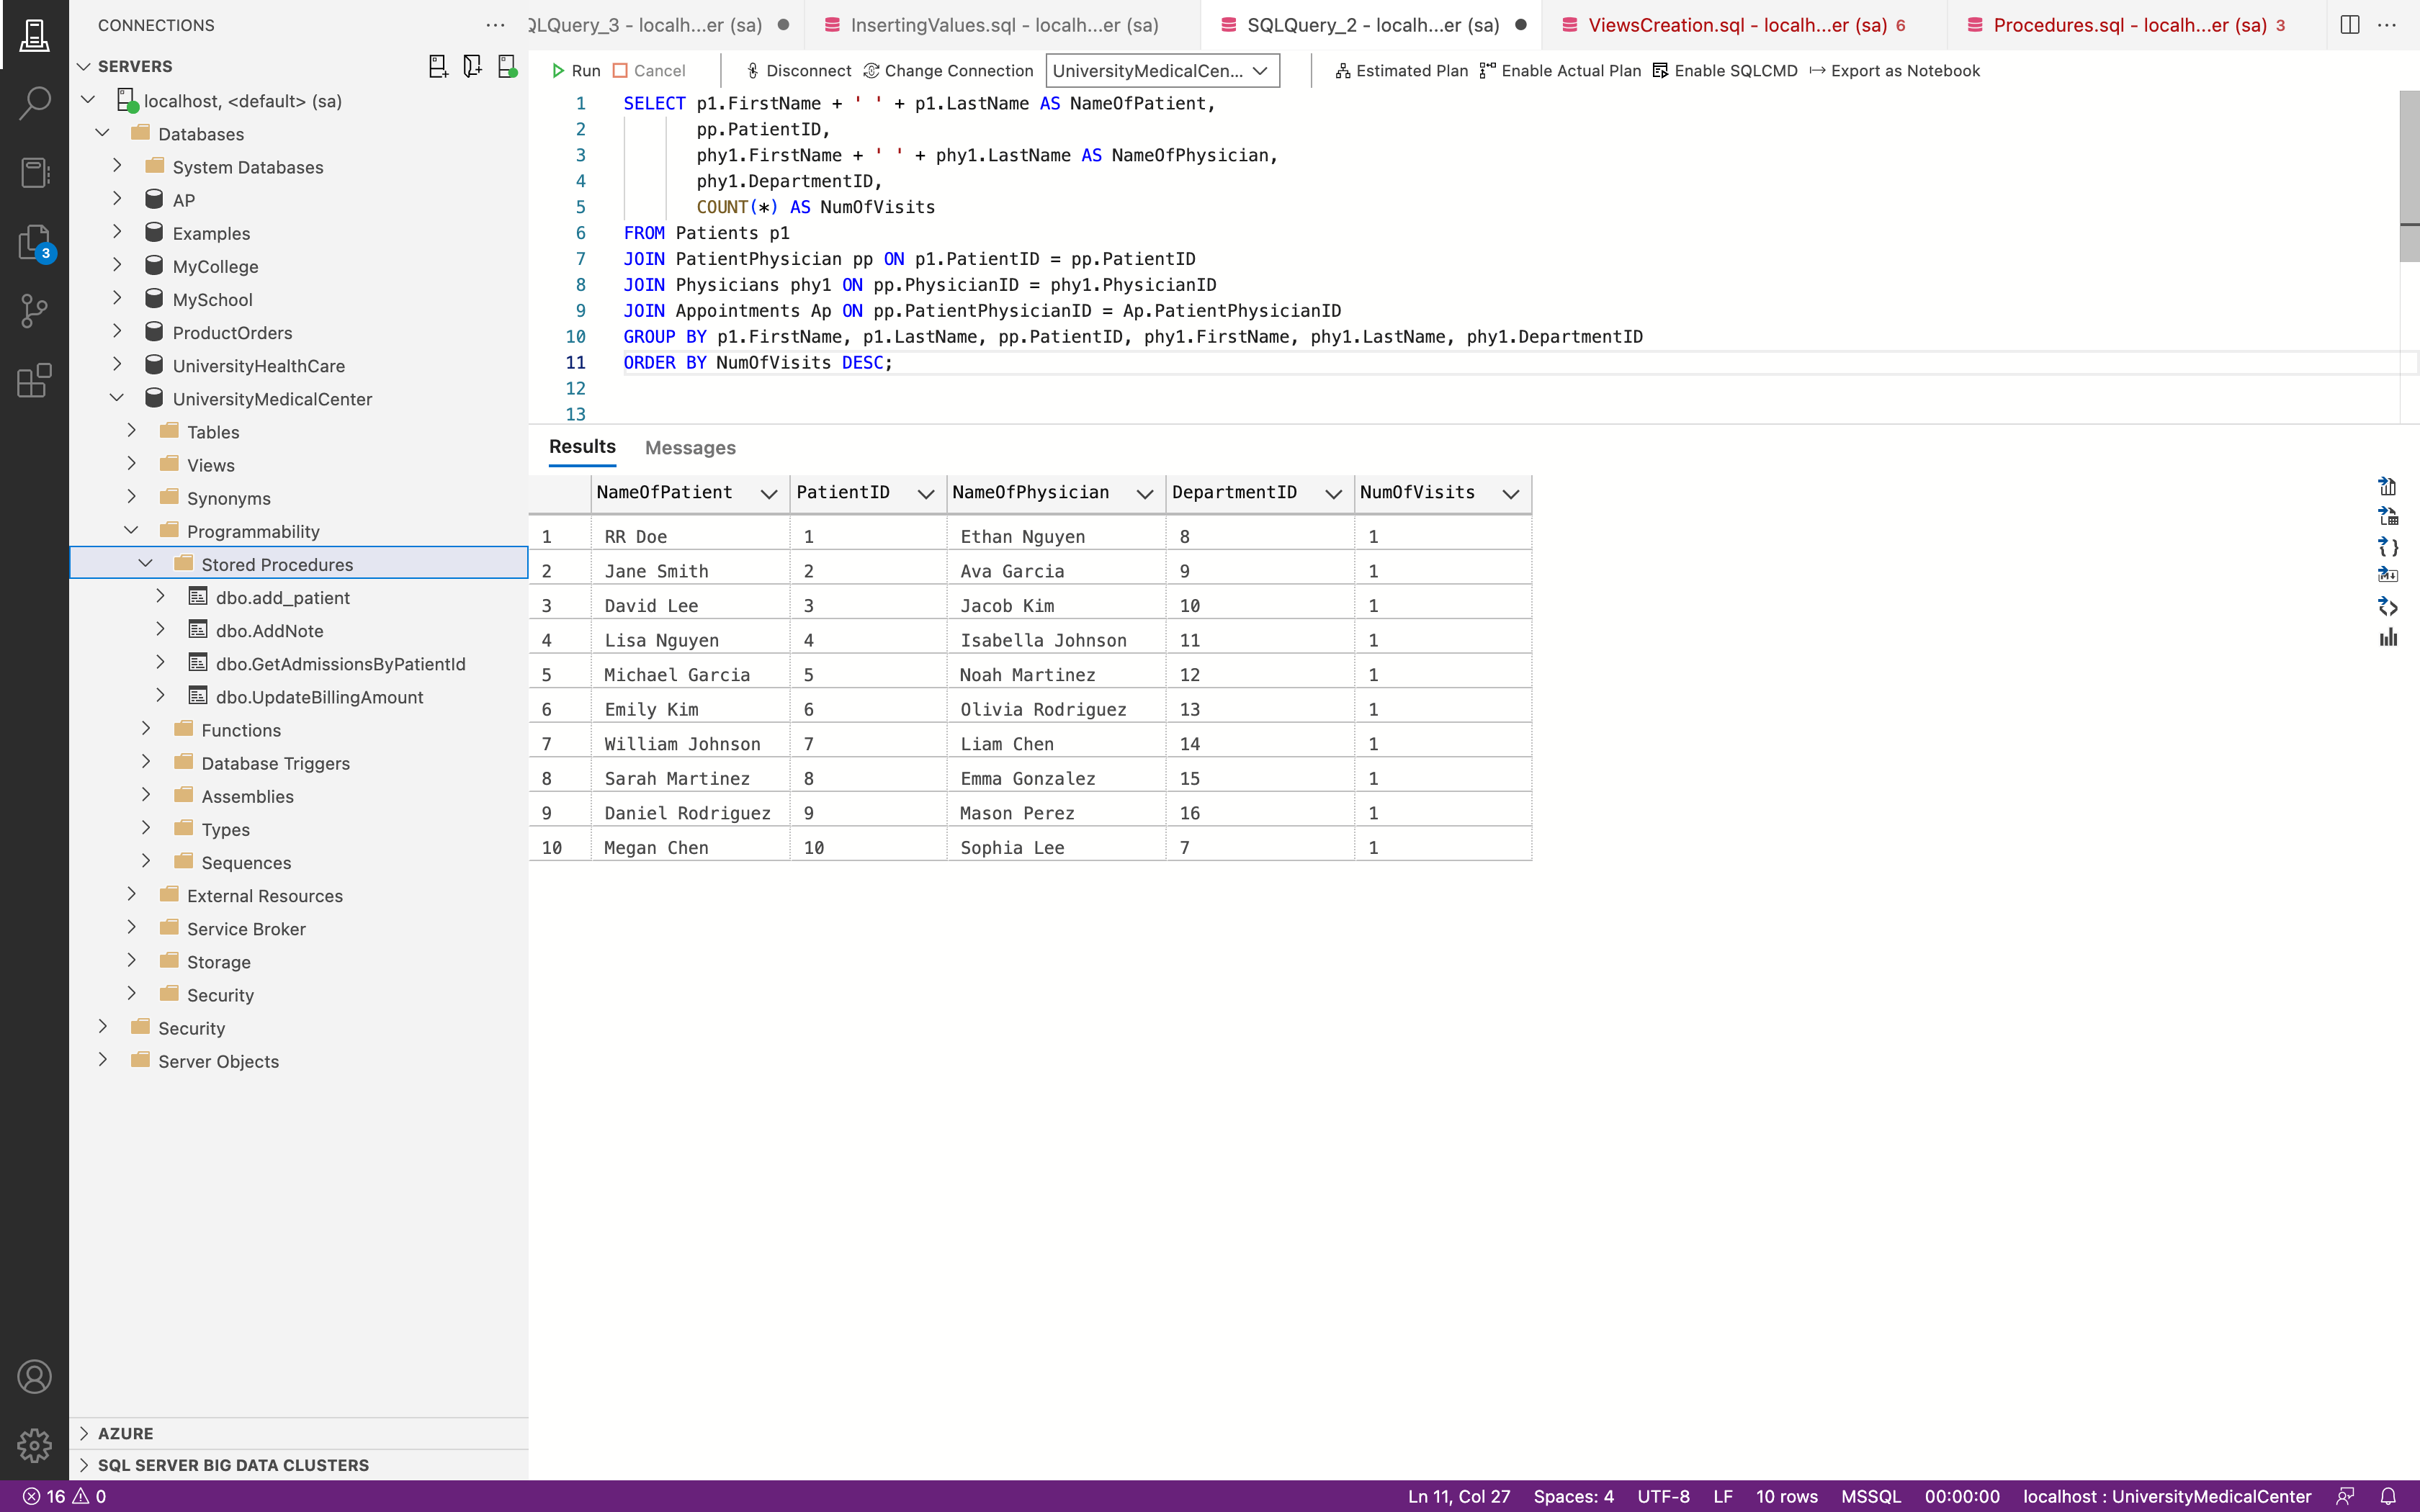 CONNECTIONS
SERVERS
localhost, <default> (sa)
Databases
System Databases
AP
Examples
MyCollege
MySchool
ProductOrders
UniversityHealthCare
UniversityMedicalCenter
Tables
Views
Synonyms
Programmability
Stored Procedures
dbo.add_patient
dbo.AddNote
dbo.GetAdmissionsByPatientId
dbo.UpdateBillingAmount
Functions
Database Triggers
Assemblies
Types
Sequences
External Resources
Service Broker
Storage
Security
Security
Server Objects
AZURE
SQL SERVER BIG DATA CLUSTERS
3
QLQuery_3 - localh...er (sa) InsertingValues.sql - localh...er (sa) SQLQuery_2 - localh...er (sa) ViewsCreation.sql - localh...er (sa) 6 Procedures.sql - localh...er (sa) 3
Run Cancel Disconnect Change Connection UniversityMedicalCen... Estimated Plan Enable Actual Plan Enable SQLCMD Export as Notebook
1 SELECT p1.FirstName + ' ' + p1.LastName AS NameOfPatient,
2 pp.PatientID,
3 phy1.FirstName + ' ' + phy1.LastName AS NameOfPhysician,
4 phy1.DepartmentID,
5 COUNT(*) AS NumOfVisits
6 FROM Patients p1
7 JOIN PatientPhysician pp ON p1.PatientID = pp.PatientID
8 JOIN Physicians phy1 ON pp.PhysicianID = phy1.PhysicianID
9 JOIN Appointments Ap ON pp.PatientPhysicianID = Ap.PatientPhysicianID
10 GROUP BY p1.FirstName, p1.LastName, pp.PatientID, phy1.FirstName, phy1.LastName, phy1.DepartmentID
11 ORDER BY NumOfVisits DESC;
12
13
Results Messages
NameOfPatient PatientID NameOfPhysician DepartmentID NumOfVisits
1 RR Doe 1 Ethan Nguyen 8 1
2 Jane Smith 2 Ava Garcia 9 1
3 David Lee 3 Jacob Kim 10 1
4 Lisa Nguyen 4 Isabella Johnson 11 1
5 Michael Garcia 5 Noah Martinez 12 1
6 Emily Kim 6 Olivia Rodriguez 13 1
7 William Johnson 7 Liam Chen 14 1
8 Sarah Martinez 8 Emma Gonzalez 15 1
9 Daniel Rodriguez 9 Mason Perez 16 1
10 Megan Chen 10 Sophia Lee 7 1
16 0 Ln 11, Col 27 Spaces: 4 UTF-8 LF 10 rows MSSQL 00:00:00 localhost : UniversityMedicalCenter